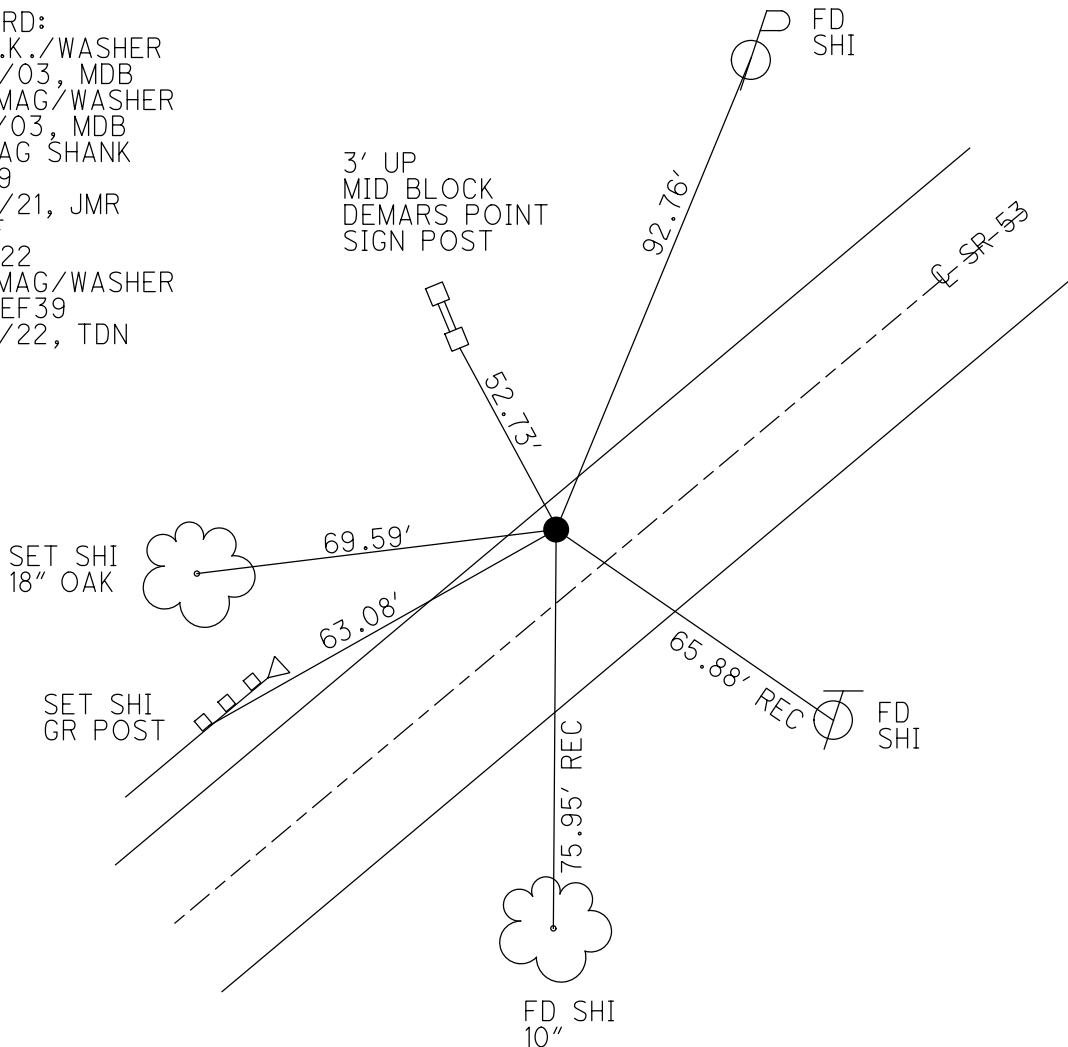 RD:
.K./WASHER
/03, MDB
MAG/WASHER
/03, MDB
AG SHANK
9
/21, JMR
22
MAG/WASHER
EF39
/22, TDN
FD
SHI
3' UP
MID BLOCK
DEMARS POINT
SIGN POST
92.76'
℄ SR-53
52.73'
69.59'
SET SHI
18" OAK
63.08'
SET SHI
GR POST
65.88' REC
FD
SHI
75.95' REC
FD SHI
10"